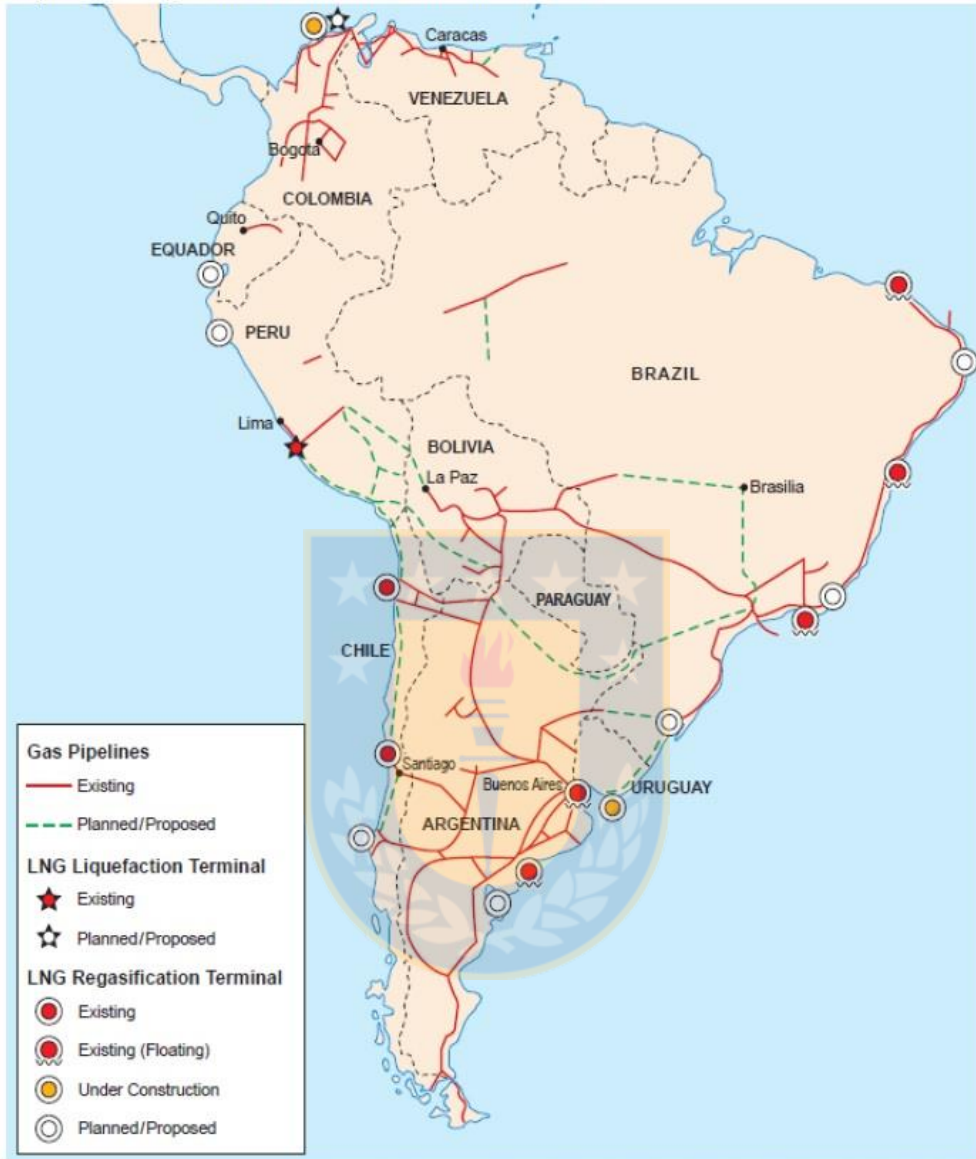 Caracas
VENEZUELA
Bogota
COLOMBIA
Quito
EQUADOR
PERU
BRAZIL
Lima
BOLIVIA
La Paz
Brasilia
PARAGUAY
CHILE
Santiago
Buenos Aires
URUGUAY
ARGENTINA
Gas Pipelines
Existing
Planned/Proposed
LNG Liquefaction Terminal
Existing
Planned/Proposed
LNG Regasification Terminal
Existing
Existing (Floating)
Under Construction
Planned/Proposed